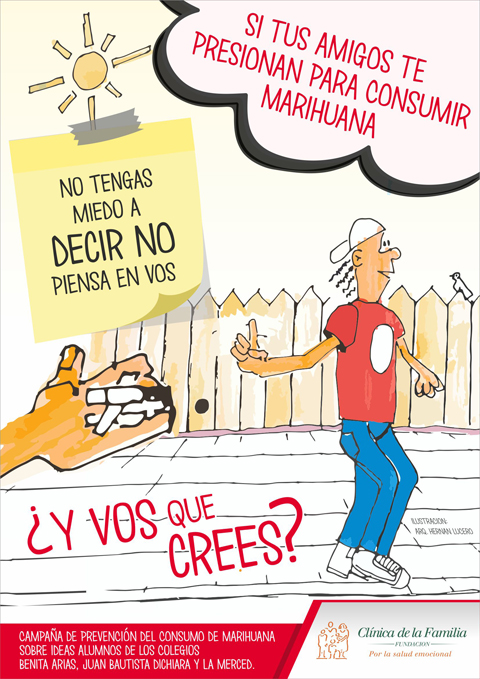 SI TUS AMIGOS TE
PRESIONAN PARA CONSUMIR
MARIHUANA
NO TENGAS
MIEDO A
DECIR NO
PIENSA EN VOS
¿Y VOS QUE
CREES?
ILUSTRACION:
ARQ. HERNAN LUCERO
CAMPAÑA DE PREVENCIÓN DEL CONSUMO DE MARIHUANA
SOBRE IDEAS ALUMNOS DE LOS COLEGIOS
BENITA ARIAS, JUAN BAUTISTA DICHIARA Y LA MERCED.
Clínica de la Familia
FUNDACION
Por la salud emocional